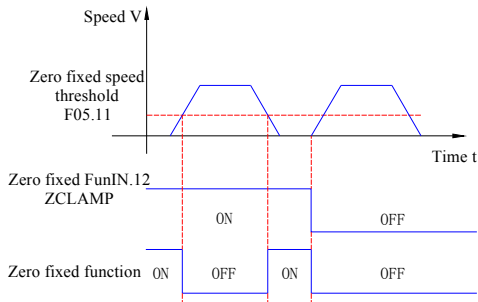 Speed V
Zero fixed speed
threshold
F05.11
Time t
Zero fixed FunIN.12
ZCLAMP
ON
OFF
Zero fixed function
ON
OFF
ON
OFF